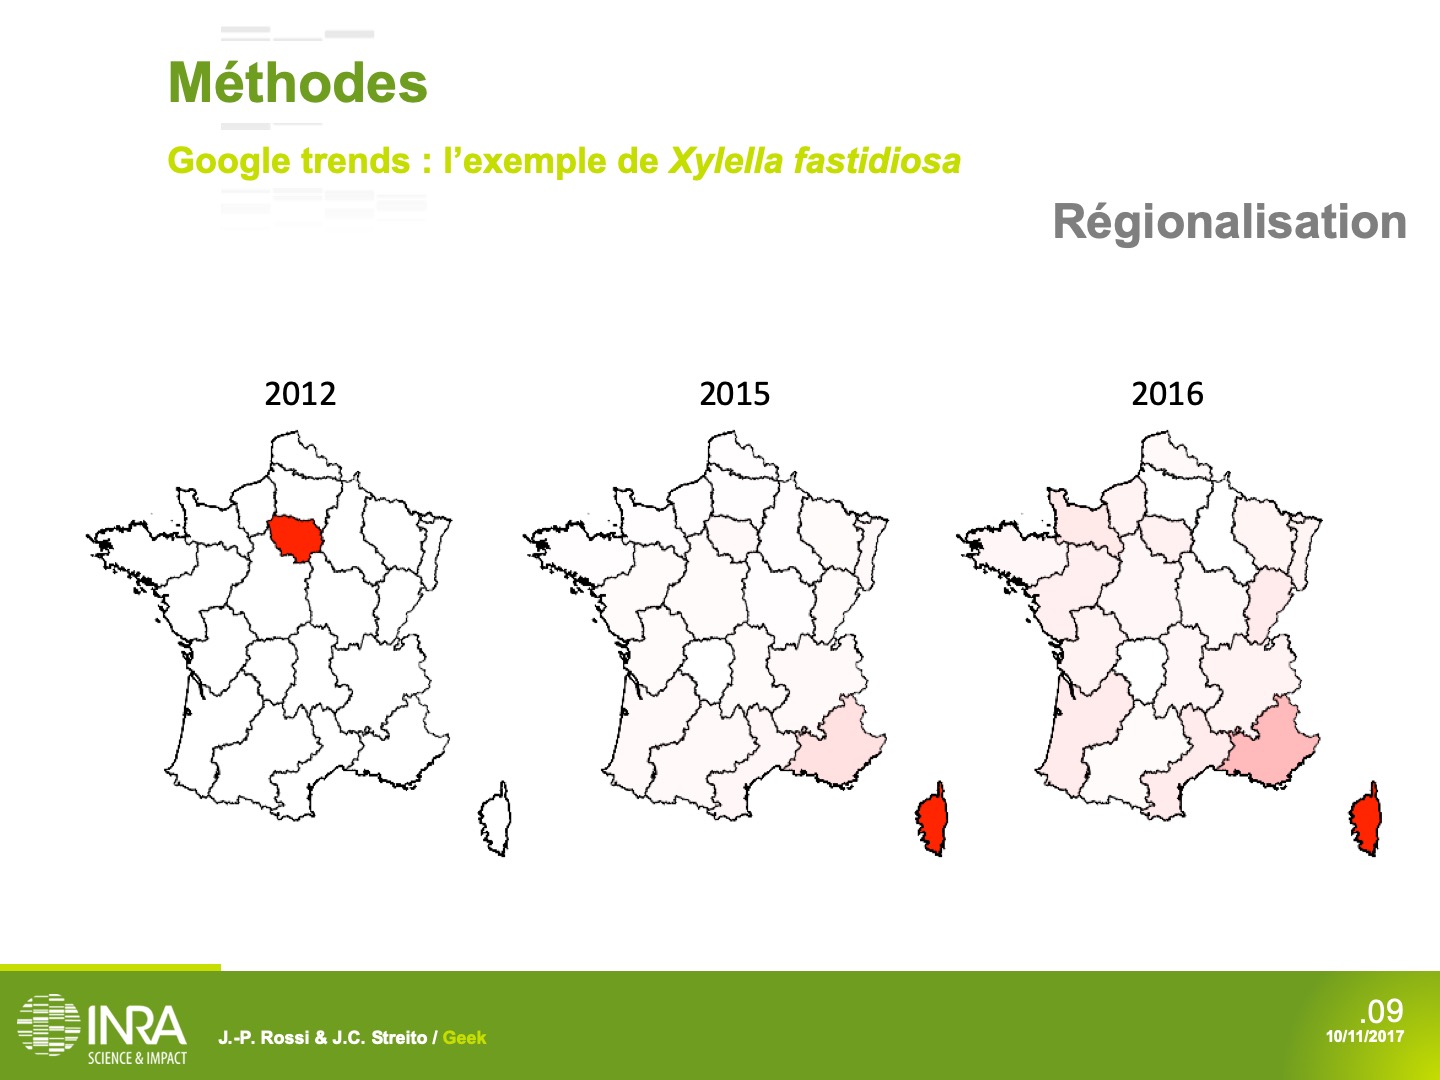 Méthodes
Google trends : l’exemple de Xylella fastidiosa
Régionalisation
2012
2015
2016
INRA
SCIENCE & IMPACT
J.-P. Rossi & J.C. Streito / Geek
.09
10/11/2017